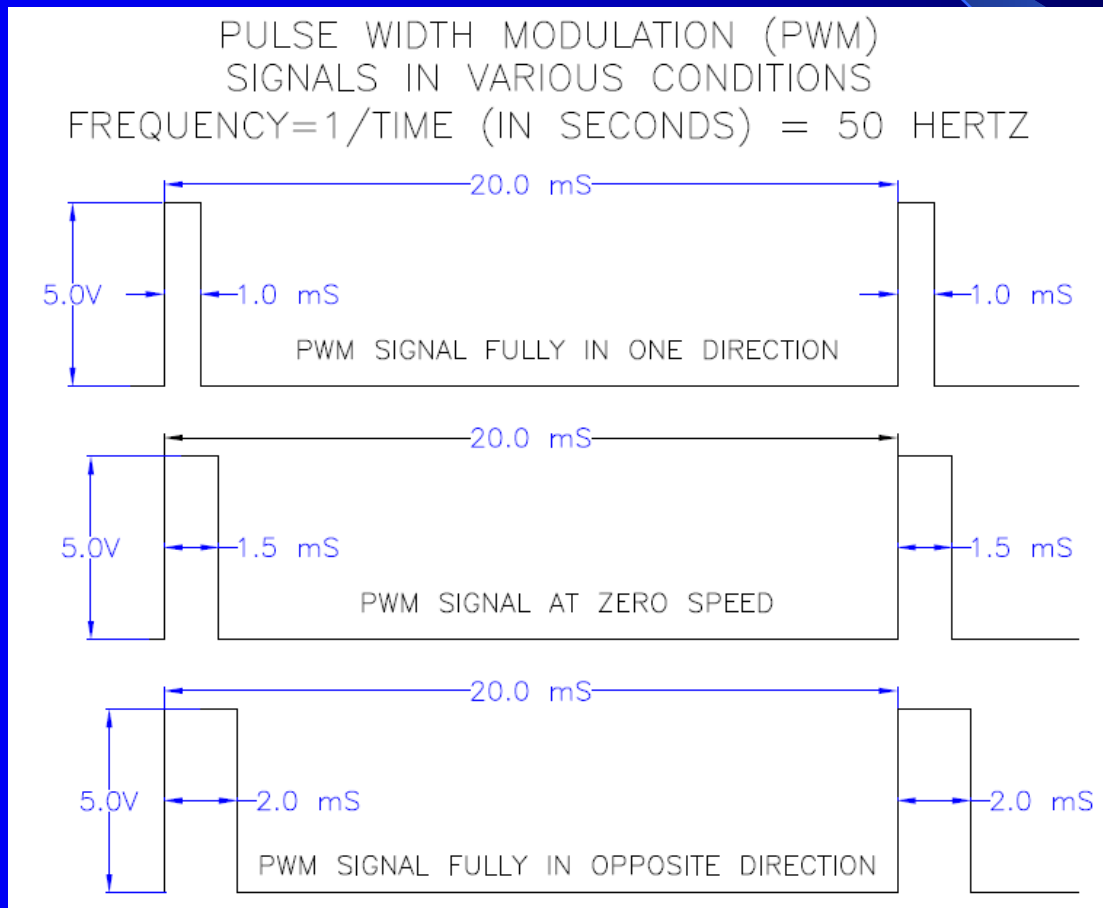 PULSE WIDTH MODULATION (PWM)
SIGNALS IN VARIOUS CONDITIONS
FREQUENCY=1/TIME (IN SECONDS) = 50 HERTZ
20.0 mS
5.0V
1.0 mS
1.0 mS
PWM SIGNAL FULLY IN ONE DIRECTION
20.0 mS
5.0V
1.5 mS
1.5 mS
PWM SIGNAL AT ZERO SPEED
20.0 mS
5.0V
2.0 mS
2.0 mS
PWM SIGNAL FULLY IN OPPOSITE DIRECTION